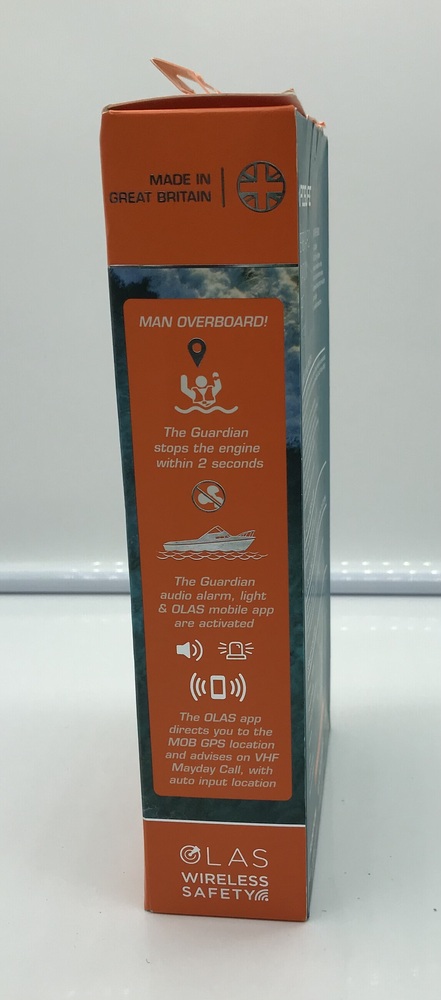 MADE IN
GREAT BRITAIN
MAN OVERBOARD!
The Guardian
stops the engine
within 2 seconds
The Guardian
audio alarm, light
& OLAS mobile app
are activated
The OLAS app
directs you to the
MOB GPS location
and advises on VHF
Mayday Call, with
auto input location
OLAS
WIRELESS
SAFETY